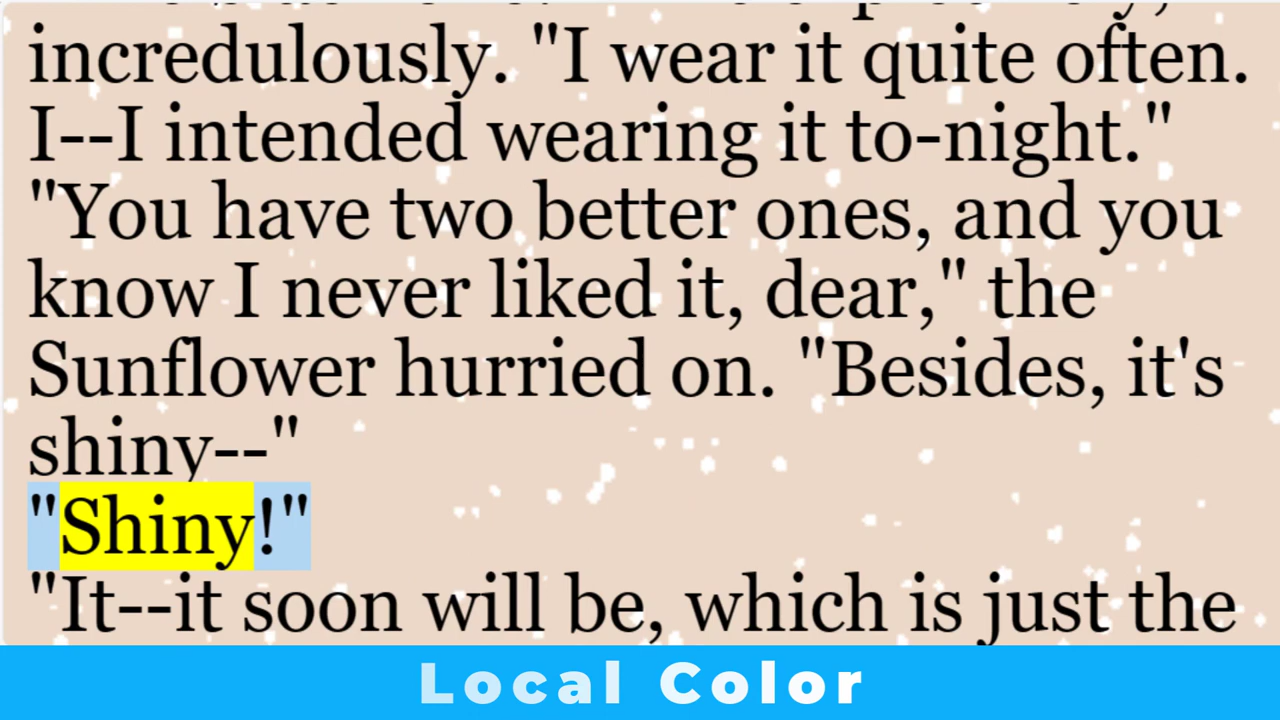 incredulously. "I wear it quite often.
I--I intended wearing it to-night."
"You have two better ones, and you
know I never liked it, dear," the
Sunflower hurried on. "Besides, it's
shiny--"
"Shiny!"
"It--it soon will be, which is just the
Local Color